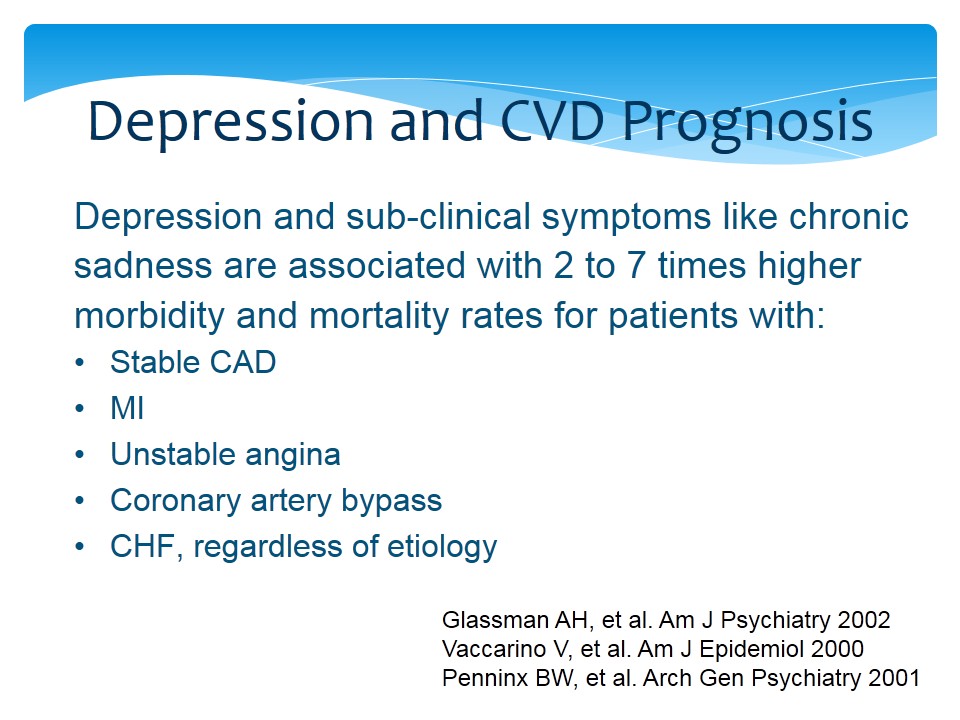 Depression and CVD Prognosis
Depression and sub-clinical symptoms like chronic
sadness are associated with 2 to 7 times higher
morbidity and mortality rates for patients with:
• Stable CAD
• MI
• Unstable angina
• Coronary artery bypass
• CHF, regardless of etiology
Glassman AH, et al. Am J Psychiatry 2002
Vaccarino V, et al. Am J Epidemiol 2000
Penninx BW, et al. Arch Gen Psychiatry 2001